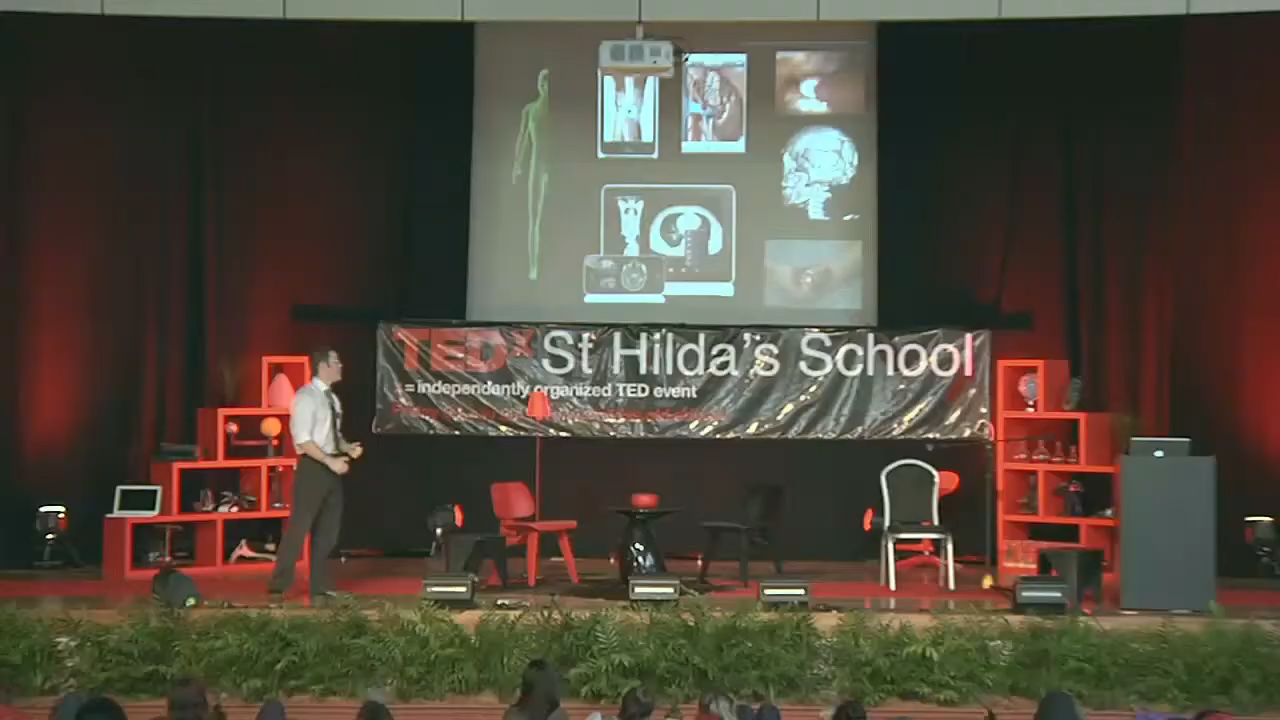 TEDx St Hilda's School
x = independently organized TED event